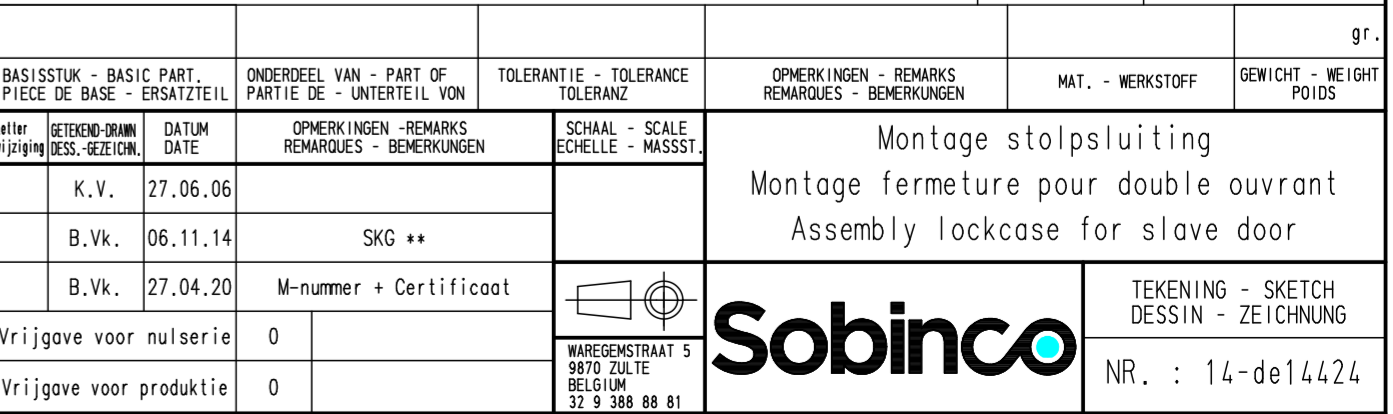 gr.
BASISSTUK - BASIC PART.
PIECE DE BASE - ERSATZTEIL
ONDERDEEL VAN - PART OF
PARTIE DE - UNTERTEIL VON
TOLERANTIE - TOLERANCE
TOLERANZ
OPMERKINGEN - REMARKS
REMARQUES - BEMERKUNGEN
MAT. - WERKSTOFF
GEWICHT - WEIGHT
POIDS
GETEKEND-DRAWN
DESS.-GEZEICHN.
DATUM
DATE
OPMERKINGEN -REMARKS
REMARQUES - BEMERKUNGEN
SCHAAL - SCALE
ECHELLE - MASSST.
Montage stolpsluiting
Montage fermeture pour double ouvrant
Assembly lockcase for slave door
K.V. 27.06.06
B.Vk. 06.11.14 SKG **
B.Vk. 27.04.20 M-nummer + Certificaat
Vrijgave voor nulserie 0
Vrijgave voor produktie 0
WAREGEMSTRAAT 5
9870 ZULTE
BELGIUM
32 9 388 88 81
Sobinco
TEKENING - SKETCH
DESSIN - ZEICHNUNG
NR. : 14-de14424